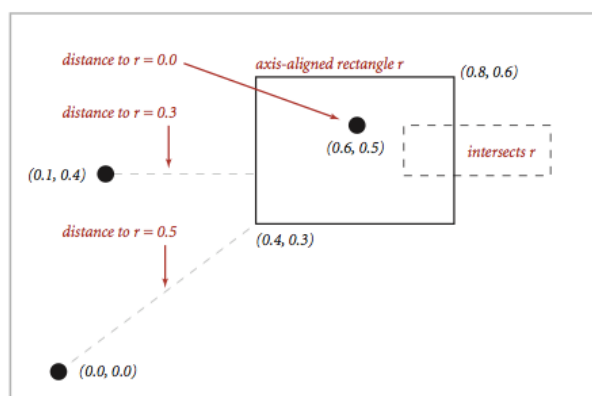 distance to r = 0.0
axis-aligned rectangle r
(0.8, 0.6)
distance to r = 0.3
(0.6, 0.5)
intersects r
(0.1, 0.4)
distance to r = 0.5
(0.4, 0.3)
(0.0, 0.0)